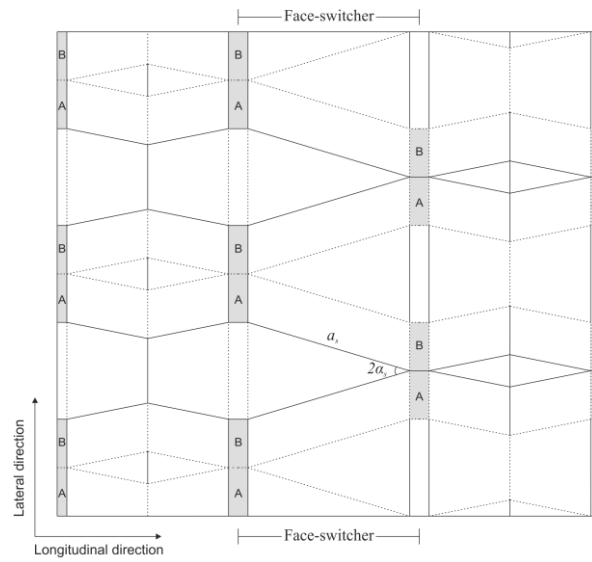 Face-switcher
B
B
A
A
B
A
B
B
A
A
a_s
B
2α_s
A
B
B
A
A
Lateral direction
Longitudinal direction
Face-switcher